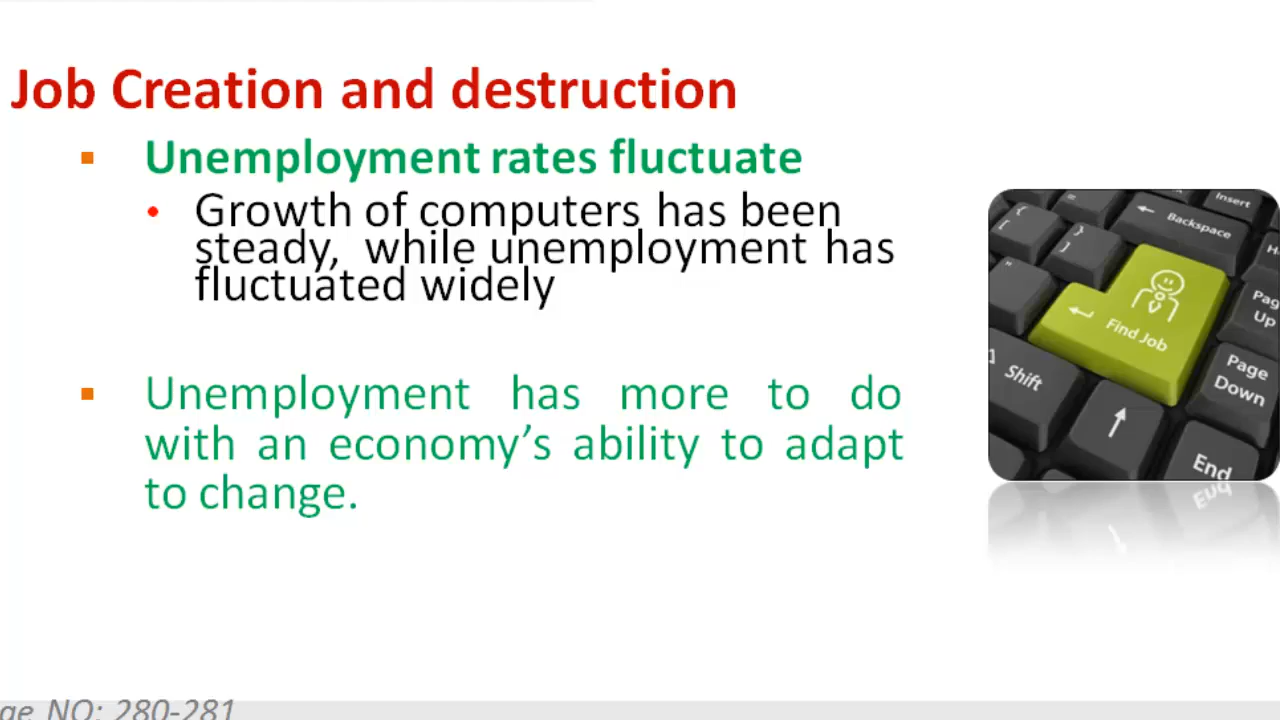 Job Creation and destruction
Unemployment rates fluctuate
Growth of computers has been
steady, while unemployment has
fluctuated widely
Unemployment has more to do
with an economy’s ability to adapt
to change.
Insert
Backspace
Find Job
Page
Up
Shift
Page
Down
End
NO: 280-281